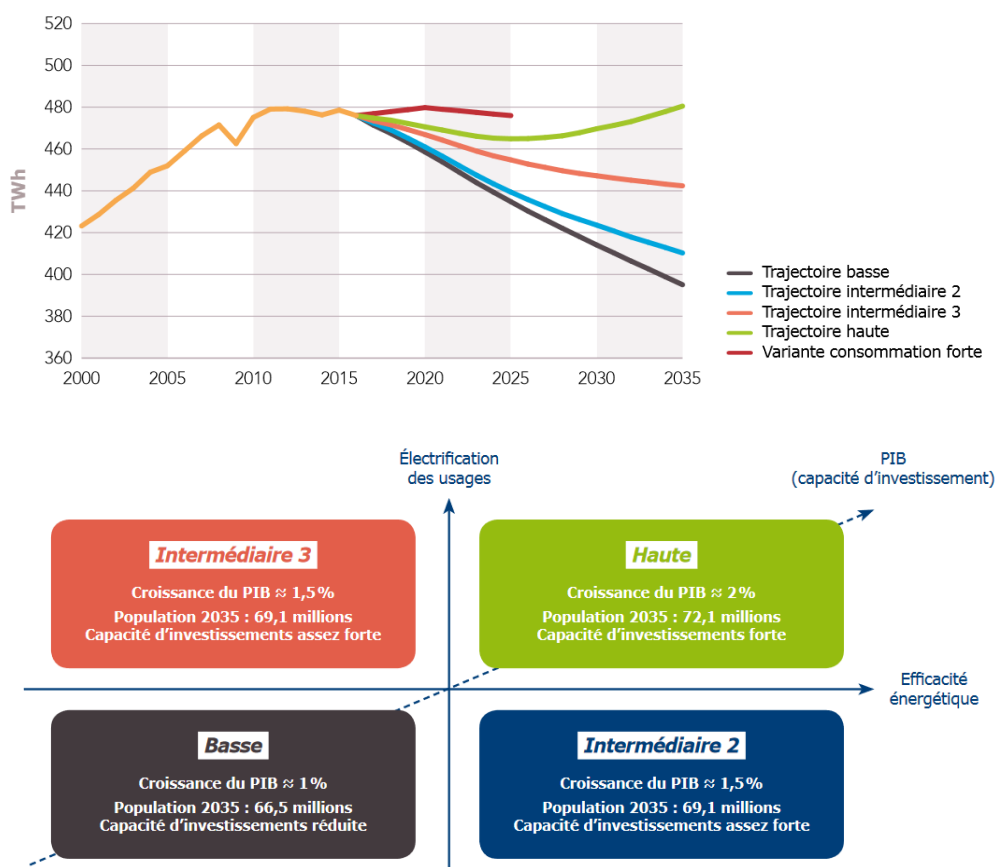 520
500
480
460
440
420
400
380
360
TWh
2000 2005 2010 2015 2020 2025 2030 2035
Trajectoire basse
Trajectoire intermédiaire 2
Trajectoire intermédiaire 3
Trajectoire haute
Variante consommation forte
Électrification
des usages
PIB
(capacité d’investissement)
Intermédiaire 3
Croissance du PIB ≈ 1,5%
Population 2035 : 69,1 millions
Capacité d’investissements assez forte
Haute
Croissance du PIB ≈ 2%
Population 2035 : 72,1 millions
Capacité d’investissements forte
Efficacité
énergétique
Basse
Croissance du PIB ≈ 1%
Population 2035 : 66,5 millions
Capacité d’investissements réduite
Intermédiaire 2
Croissance du PIB ≈ 1,5%
Population 2035 : 69,1 millions
Capacité d’investissements assez forte